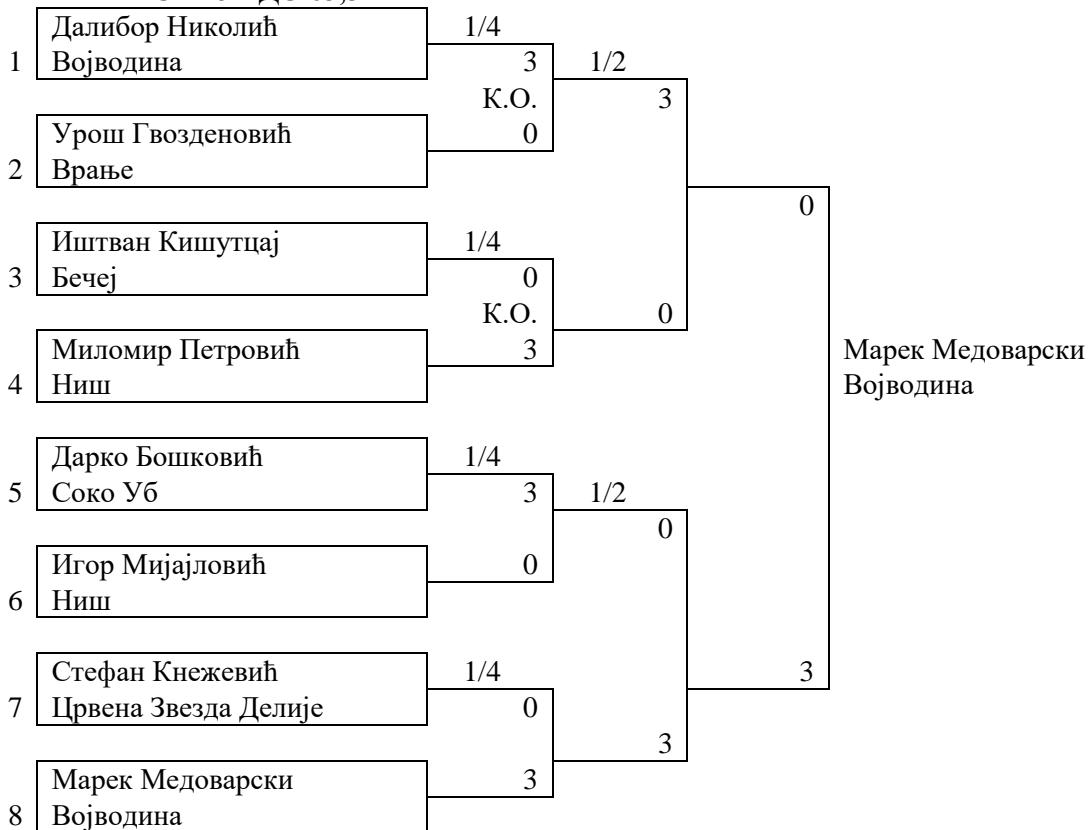 Далибор Николић 1/4
1 Војводина 3 1/2
К.О. 3
Урош Гвозденовић 0
2 Врање
0
Иштван Кишутцај 1/4
3 Бечеј 0
К.О. 0
Миломир Петровић 3 Марек Медоварски
4 Ниш Војводина
Дарко Бошковић 1/4
5 Соко Уб 3 1/2
0
Игор Мијајловић 0
6 Ниш
Стефан Кнежевић 1/4 3
7 Црвена Звезда Делије 0
3
Марек Медоварски 3
8 Војводина